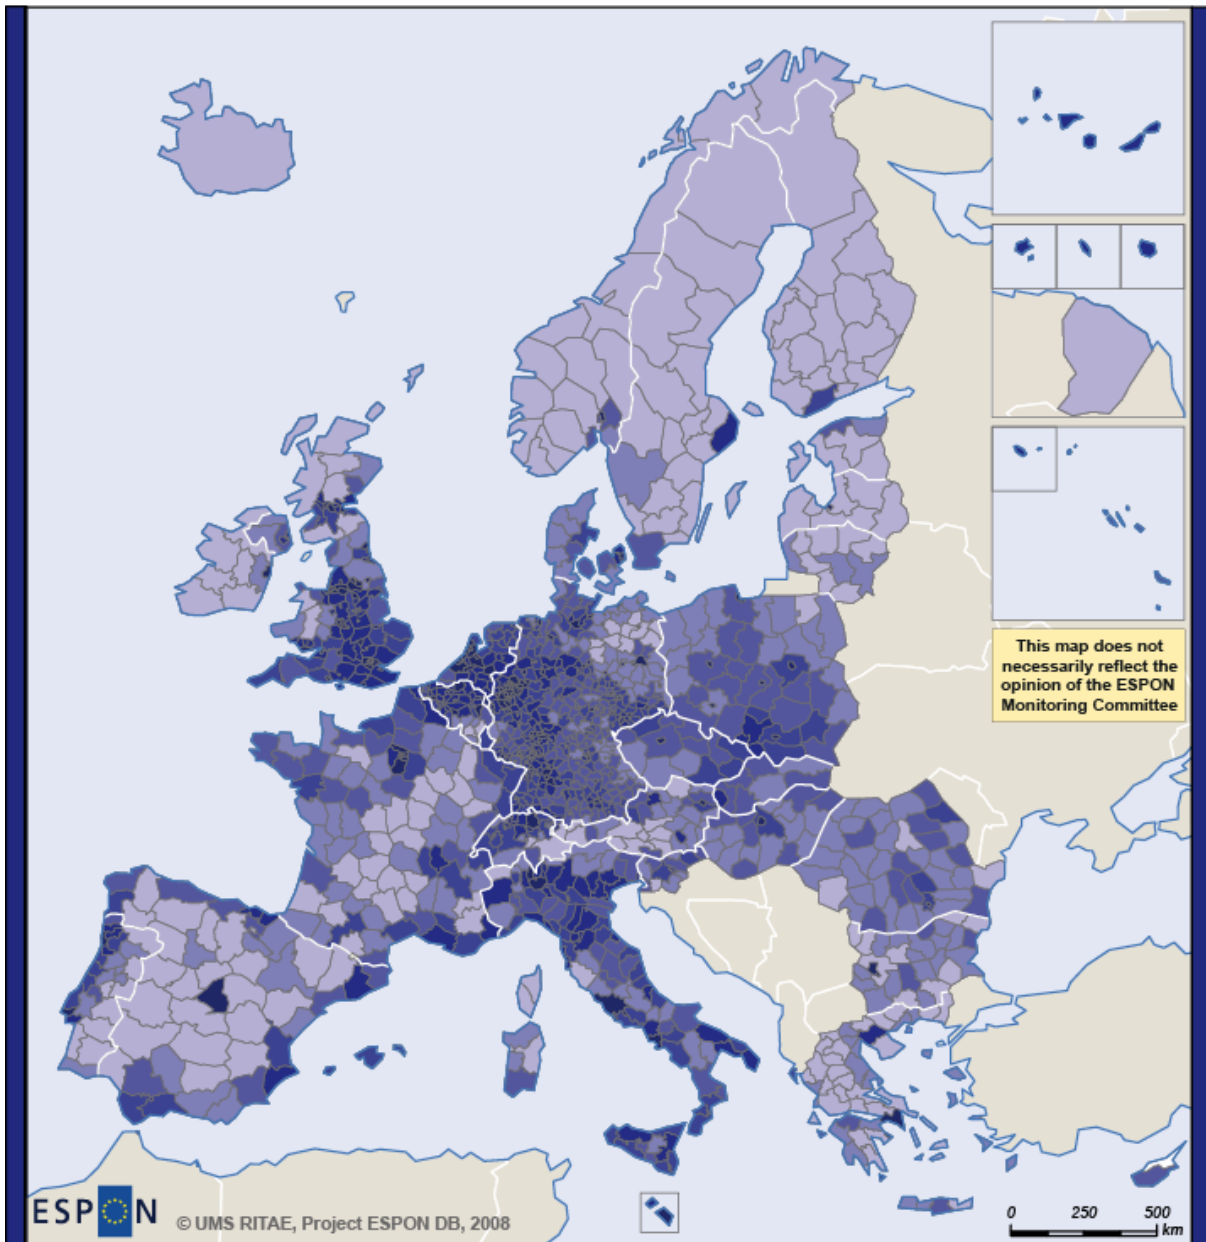 This map does not
necessarily reflect the
opinion of the ESPON
Monitoring Committee
ESPON
© UMS RITAE, Project ESPON DB, 2008
0 250 500
km